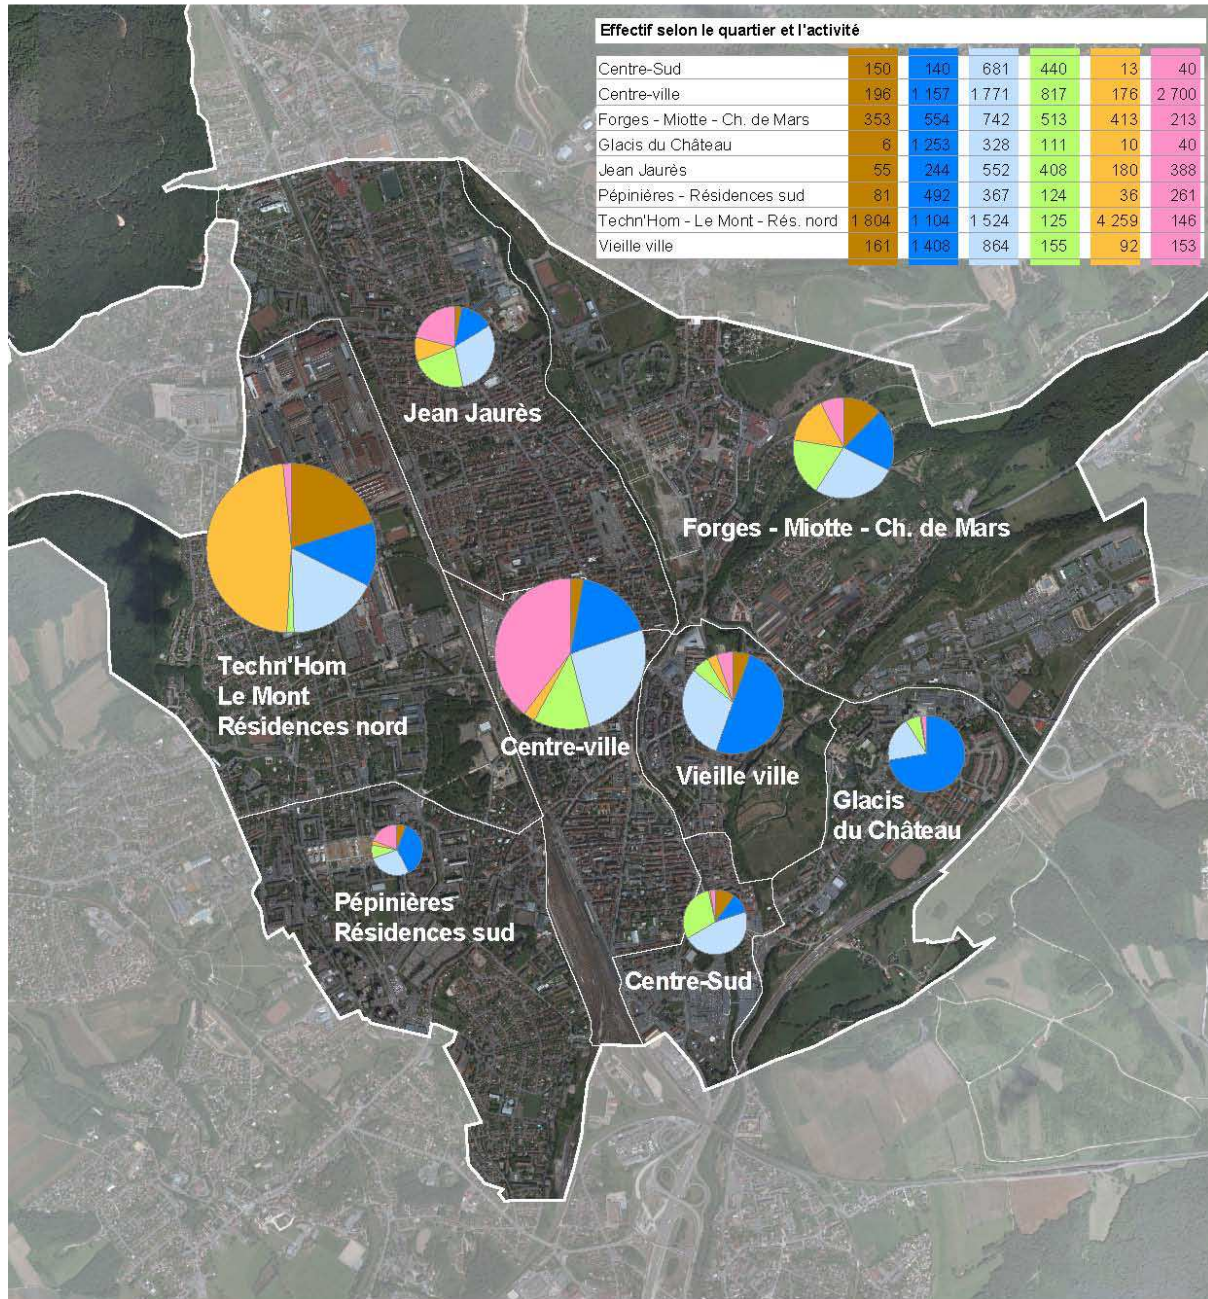 Effectif selon le quartier et l'activité
Centre-Sud 150 140 681 440 13 40
Centre-ville 196 1 157 1 771 817 176 2 700
Forges - Miotte - Ch. de Mars 353 554 742 513 413 213
Glacis du Château 6 1 253 328 111 10 40
Jean Jaurès 55 244 552 408 180 388
Pépinières - Résidences sud 81 492 367 124 36 261
Techn'Hom - Le Mont - Rés. nord 1 804 1 104 1 524 125 4 259 146
Vieille ville 161 1 408 864 155 92 153
Jean Jaurès
Forges - Miotte - Ch. de Mars
Techn'Hom
Le Mont
Résidences nord
Centre-ville
Vieille ville
Glacis
du Château
Pépinières
Résidences sud
Centre-Sud